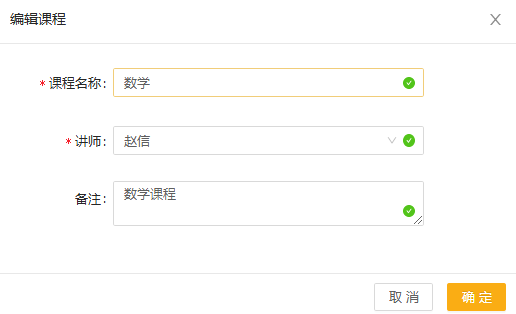 编辑课程
* 课程名称: 数学
* 讲师: 赵信
备注: 数学课程
取 消 确 定